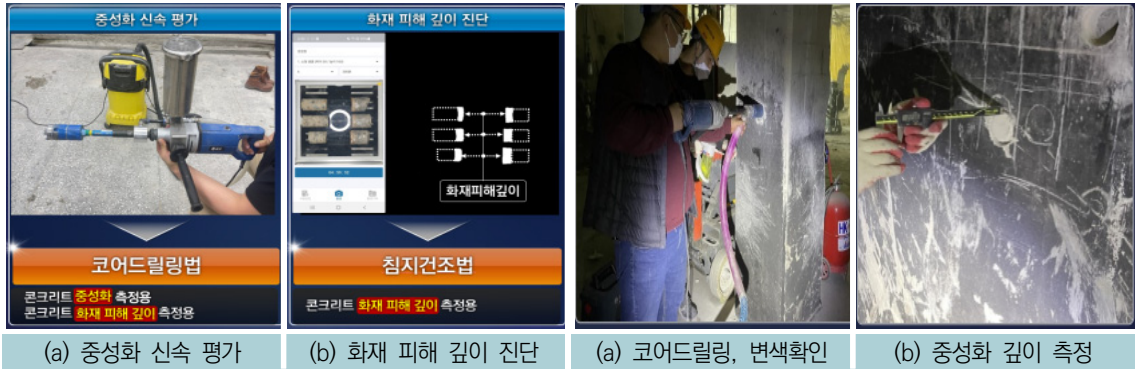 중성화 신속 평가
화재 피해 깊이 진단
화재피해깊이
코어드릴링법
콘크리트 중성화 측정용
콘크리트 화재 피해 깊이 측정용
침지건조법
콘크리트 화재 피해 깊이 측정용
(a) 중성화 신속 평가
(b) 화재 피해 깊이 진단
(a) 코어드릴링, 변색확인
(b) 중성화 깊이 측정